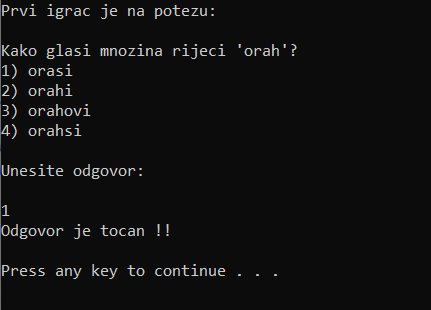 Prvi igrac je na potezu:
Kako glasi mnozina rijeci 'orah'?
1) orasi
2) orahi
3) orahovi
4) orahsi
Unesite odgovor:
1
Odgovor je tocan !!
Press any key to continue . . .